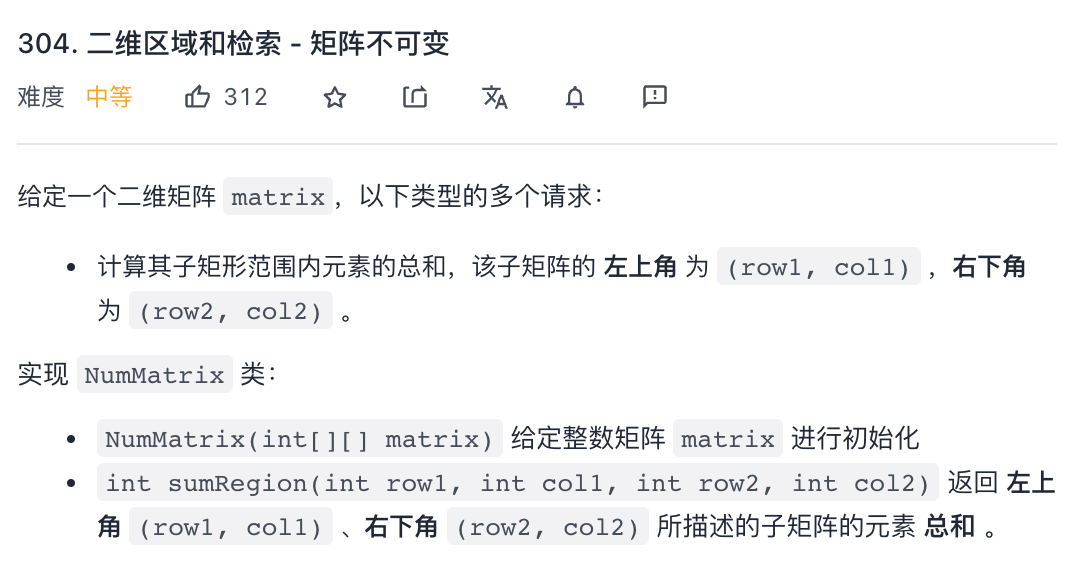 304. 二维区域和检索 - 矩阵不可变
难度 中等 312
给定一个二维矩阵 matrix，以下类型的多个请求：
• 计算其子矩形范围内元素的总和，该子矩阵的 左上角 为 (row1, col1) ，右下角
为 (row2, col2) 。
实现 NumMatrix 类：
• NumMatrix(int[][] matrix) 给定整数矩阵 matrix 进行初始化
• int sumRegion(int row1, int col1, int row2, int col2) 返回 左上
角 (row1, col1) 、右下角 (row2, col2) 所描述的子矩阵的元素 总和 。